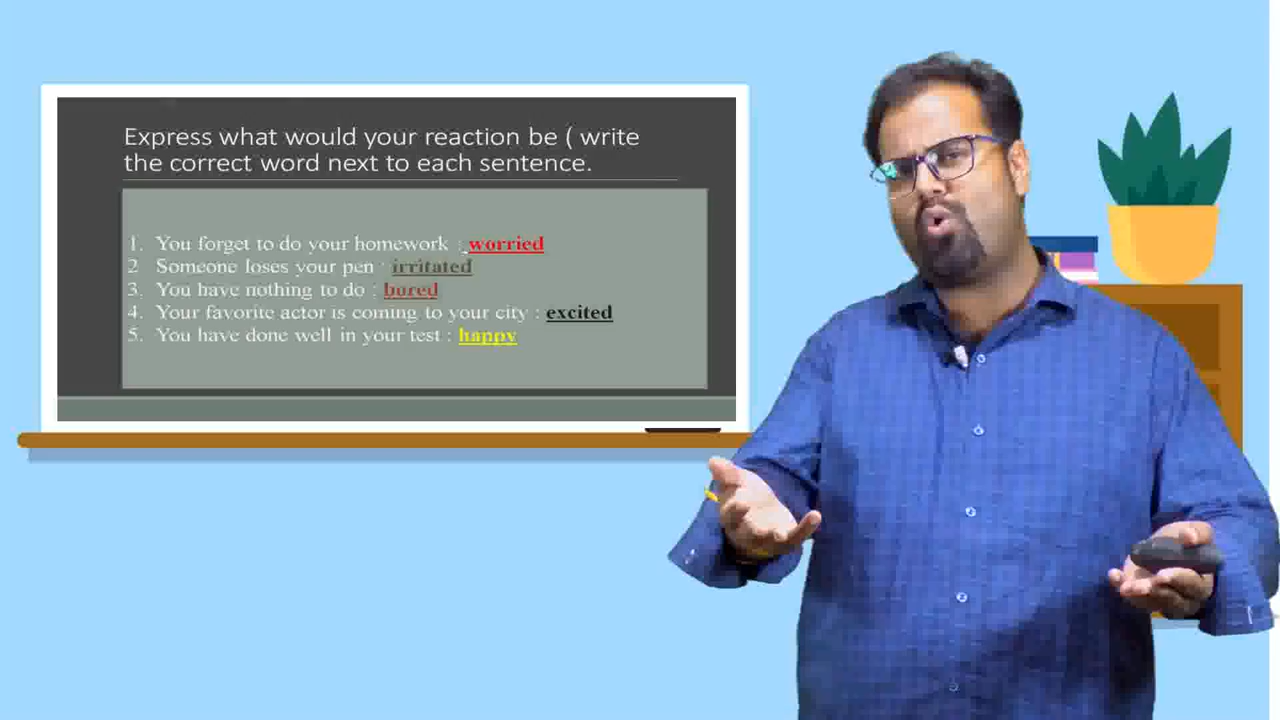 Express what would your reaction be ( write
the correct word next to each sentence.
1. You forget to do your homework : worried
2 Someone loses your pen : irritated
3. You have nothing to do : bored
4. Your favorite actor is coming to your city : excited
5. You have done well in your test : happy